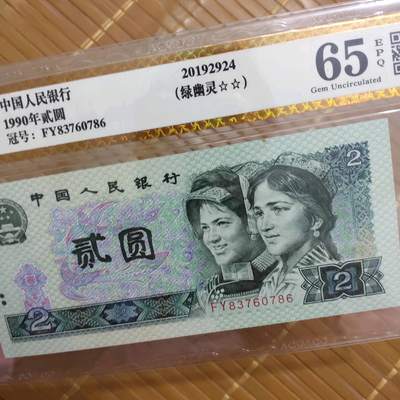 中国人民银行
1990年贰圆
冠号: FY83760786
20192924
(绿幽灵☆☆)
65
EPQ
Gem Uncirculated
中国人民银行
贰圆
2
2
2
FY83760786